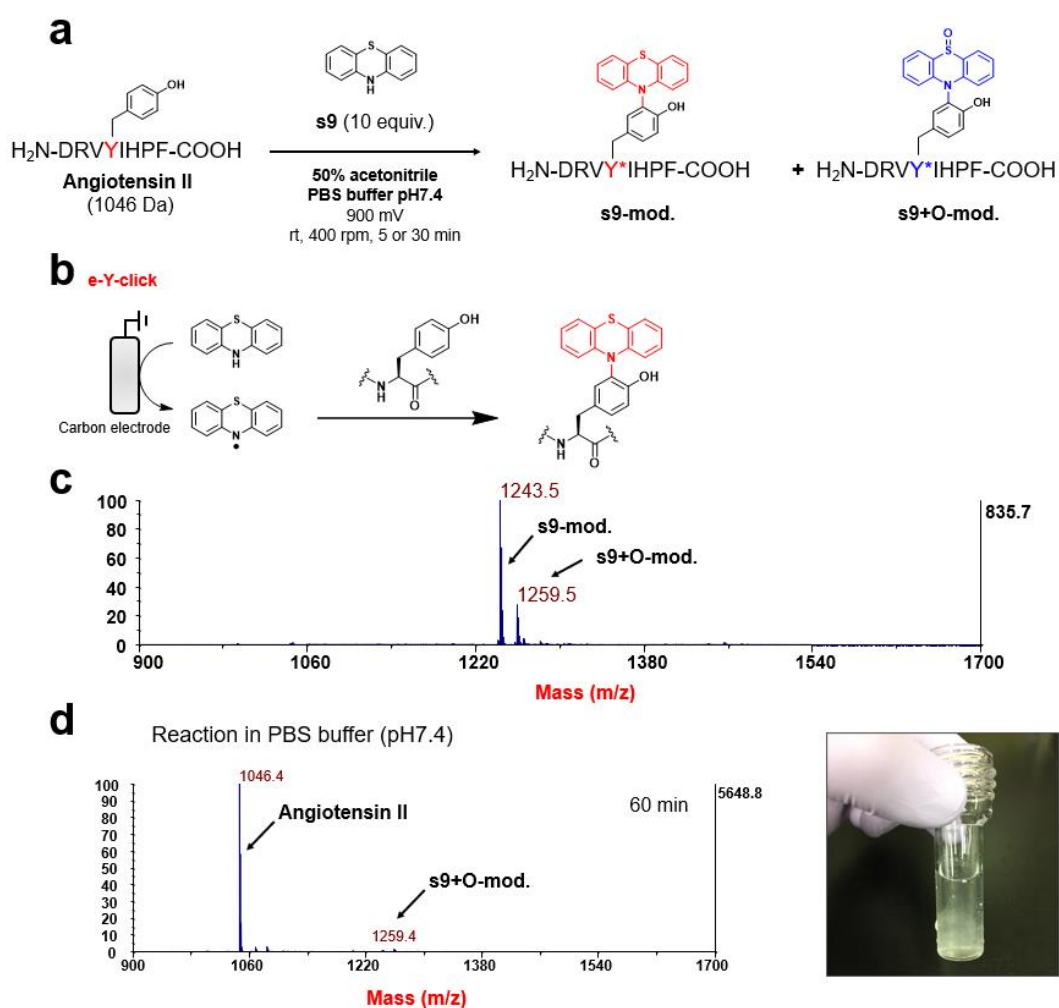 a
S
N
H
s9 (10 equiv.)
50% acetonitrile
PBS buffer pH7.4
900 mV
rt, 400 rpm, 5 or 30 min
OH
H₂N-DRVYIHPF-COOH
Angiotensin II
(1046 Da)
S
N
OH
H₂N-DRVY*IHPF-COOH
s9-mod.
+
O
S
N
OH
H₂N-DRVY*IHPF-COOH
s9+O-mod.
b
e-Y-click
Carbon electrode
S
N
H
S
N
•
OH
N
H
O
S
N
OH
N
H
O
c
100
80
60
40
20
0
1243.5
s9-mod.
s9+O-mod.
1259.5
835.7
900
1060
1220
1380
1540
1700
Mass (m/z)
d
Reaction in PBS buffer (pH7.4)
100
90
80
70
60
50
40
30
20
10
0
1046.4
Angiotensin II
s9+O-mod.
1259.4
60 min
5648.8
900
1060
1220
1380
1540
1700
Mass (m/z)